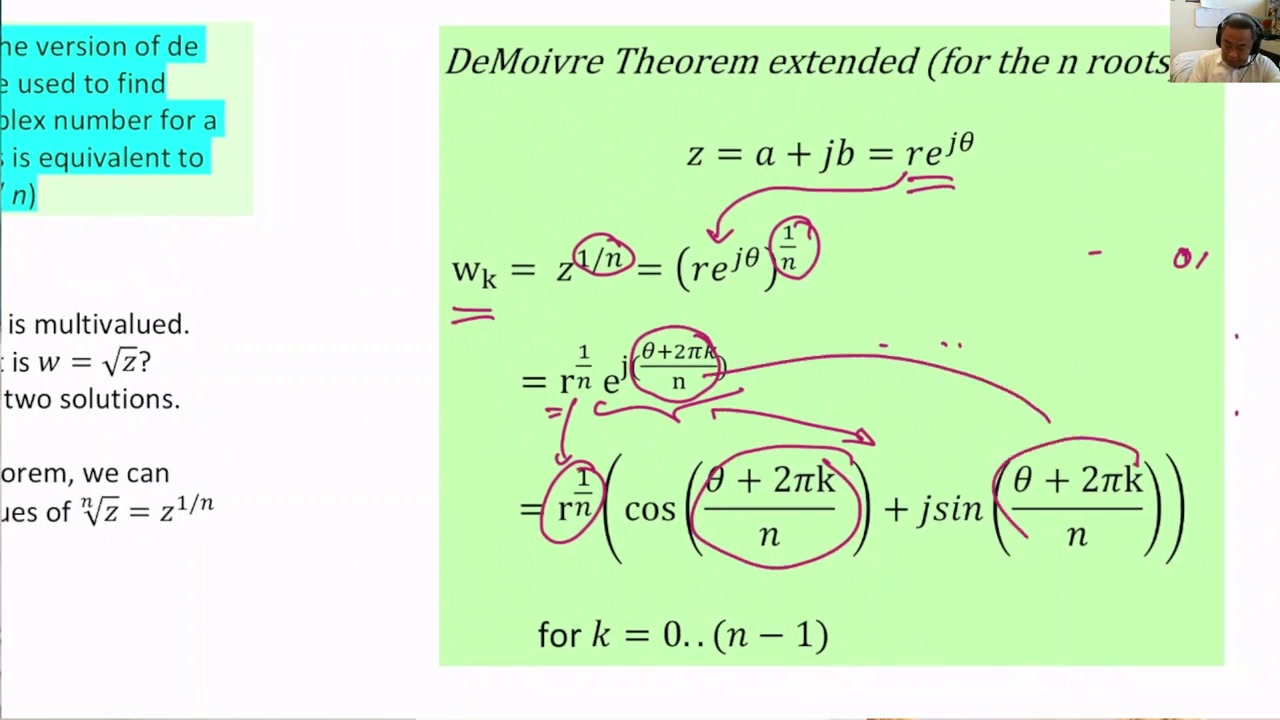 he version of de
e used to find
plex number for a
s is equivalent to
/ n)
is multivalued.
t is w = √z?
two solutions.
orem, we can
ues of ⁿ√z = z^{1/n}
DeMoivre Theorem extended (for the n roots
z = a + jb = re^{jθ}
w_k = z^{1/n} = (re^{jθ})^{1/n}
= r^{1/n} e^{j((θ+2πk)/n)}
= r^{1/n} (cos((θ + 2πk)/n) + jsin((θ + 2πk)/n))
for k = 0..(n − 1)